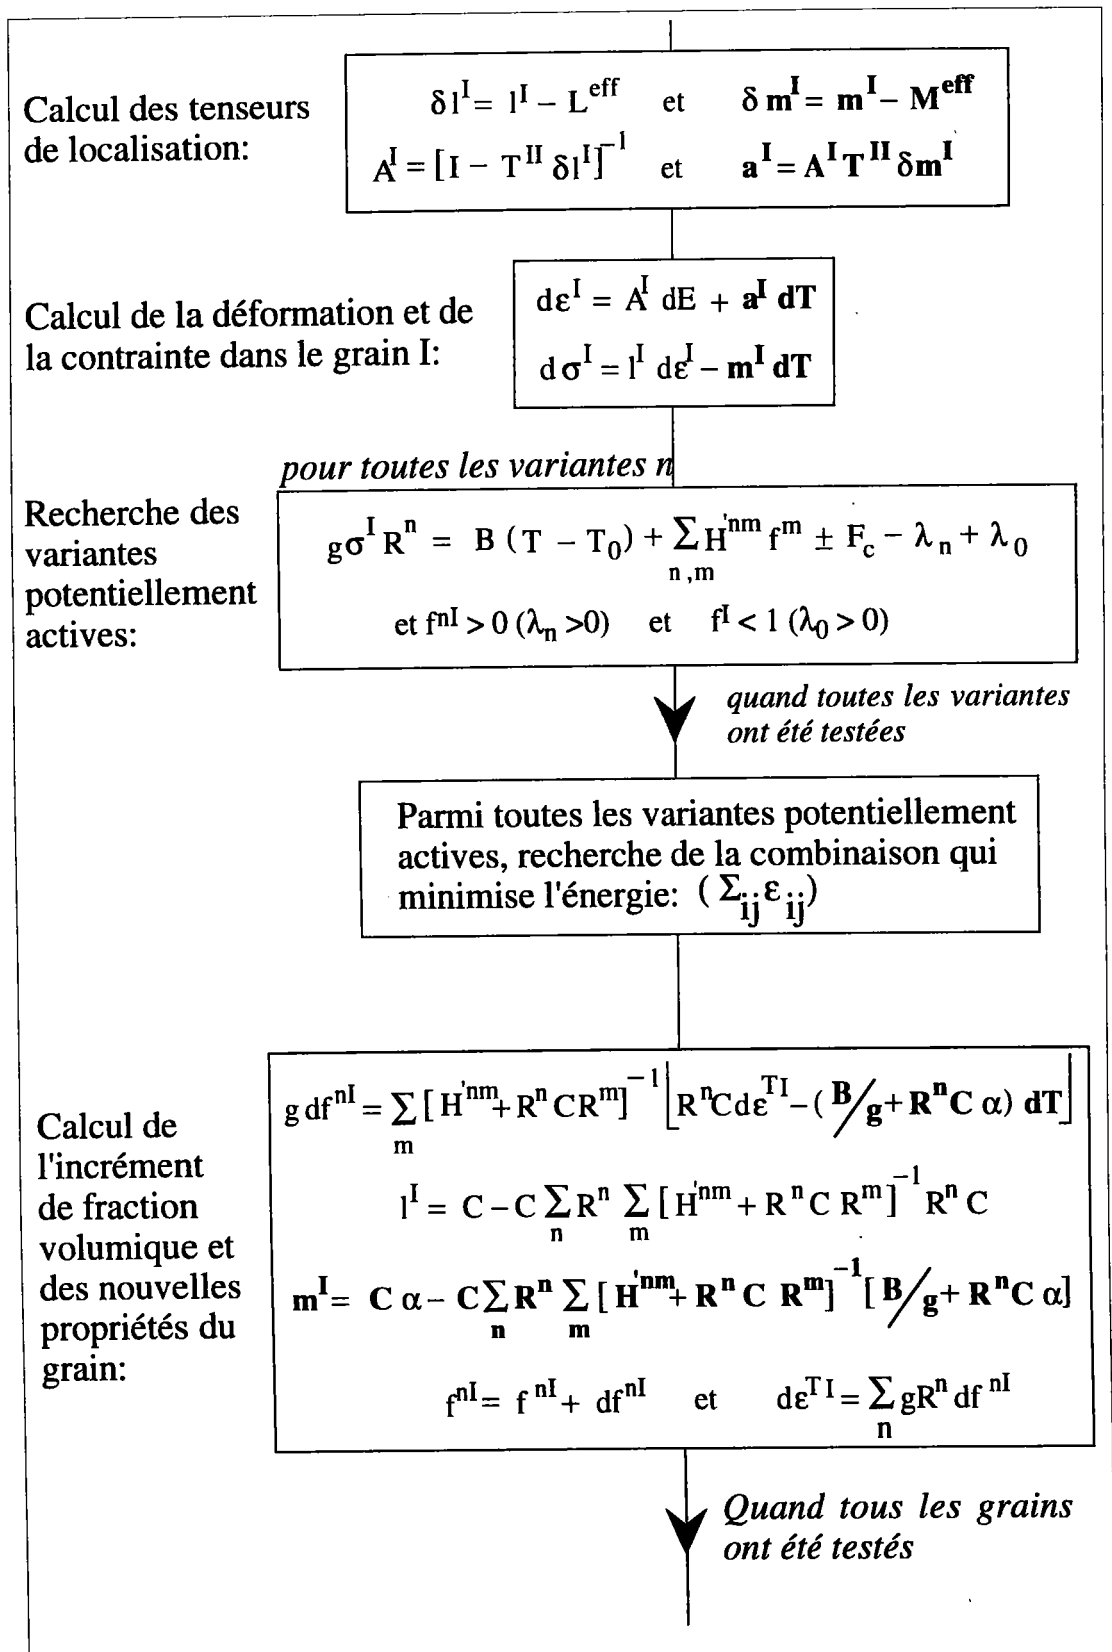 Calcul des tenseurs
de localisation:
δl^I = l^I − L^eff et δm^I = m^I − M^eff
A^I = [I − T^II δl^I]^−1 et a^I = A^I T^II δm^I
Calcul de la déformation et de
la contrainte dans le grain I:
dε^I = A^I dE + a^I dT
dσ^I = l^I dε^I − m^I dT
pour toutes les variantes n
Recherche des
variantes
potentiellement
actives:
gσ^I R^n = B (T − T_0) + Σ_n,m H'^nm f^m ± F_c − λ_n + λ_0
et f^nI > 0 (λ_n >0) et f^I < 1 (λ_0 > 0)
quand toutes les variantes
ont été testées
Parmi toutes les variantes potentiellement
actives, recherche de la combinaison qui
minimise l'énergie: (Σ_ij ε_ij)
Calcul de
l'incrément
de fraction
volumique et
des nouvelles
propriétés du
grain:
g df^nI = Σ_m [H'^nm + R^n CR^m]^−1 ⌊R^n C dε^TI − (B/g + R^n C α) dT⌋
l^I = C − C Σ_n R^n Σ_m [H'^nm + R^n C R^m]^−1 R^n C
m^I = C α − C Σ_n R^n Σ_m [H'^nm + R^n C R^m]^−1 [B/g + R^n C α]
f^nI = f^nI + df^nI et dε^TI = Σ_n gR^n df^nI
Quand tous les grains
ont été testés